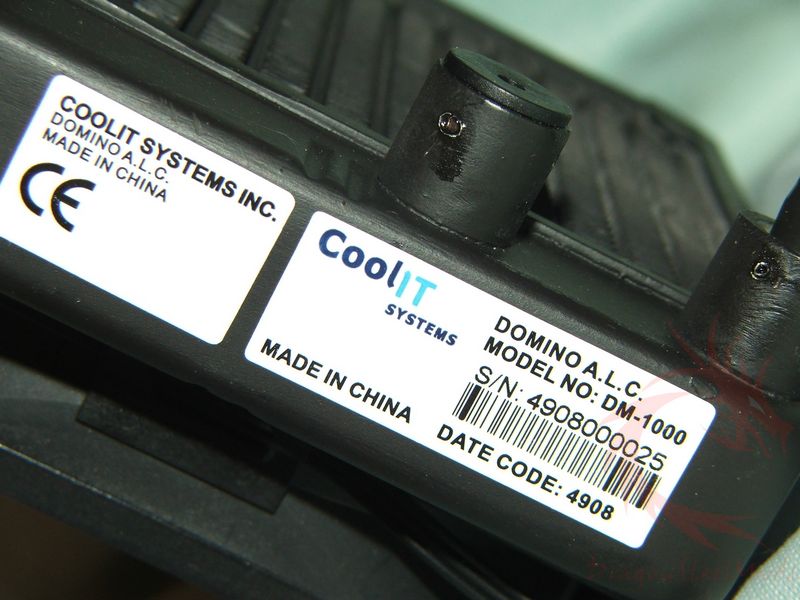 COOLIT SYSTEMS INC.
DOMINO A.L.C.
MADE IN CHINA
CE
CoolIT
SYSTEMS
MADE IN CHINA
DOMINO A.L.C.
MODEL NO: DM-1000
S/N: 4908000025
DATE CODE: 4908